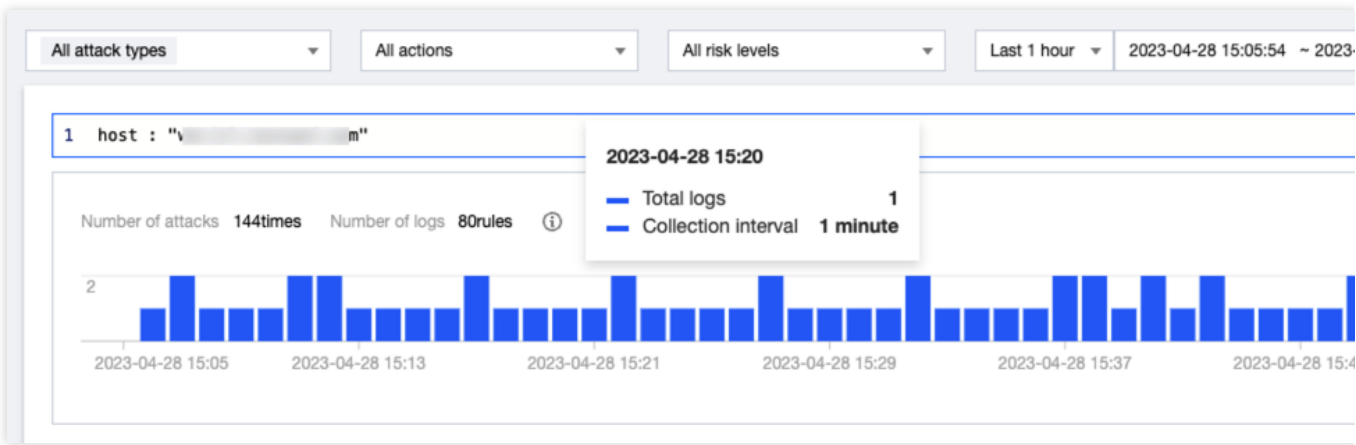 All attack types All actions All risk levels Last 1 hour 2023-04-28 15:05:54 ~ 2023-
1 host : " m"
2023-04-28 15:20
Total logs 1
Collection interval 1 minute
Number of attacks 144times Number of logs 80rules
2
2023-04-28 15:05 2023-04-28 15:13 2023-04-28 15:21 2023-04-28 15:29 2023-04-28 15:37 2023-04-28 15:4